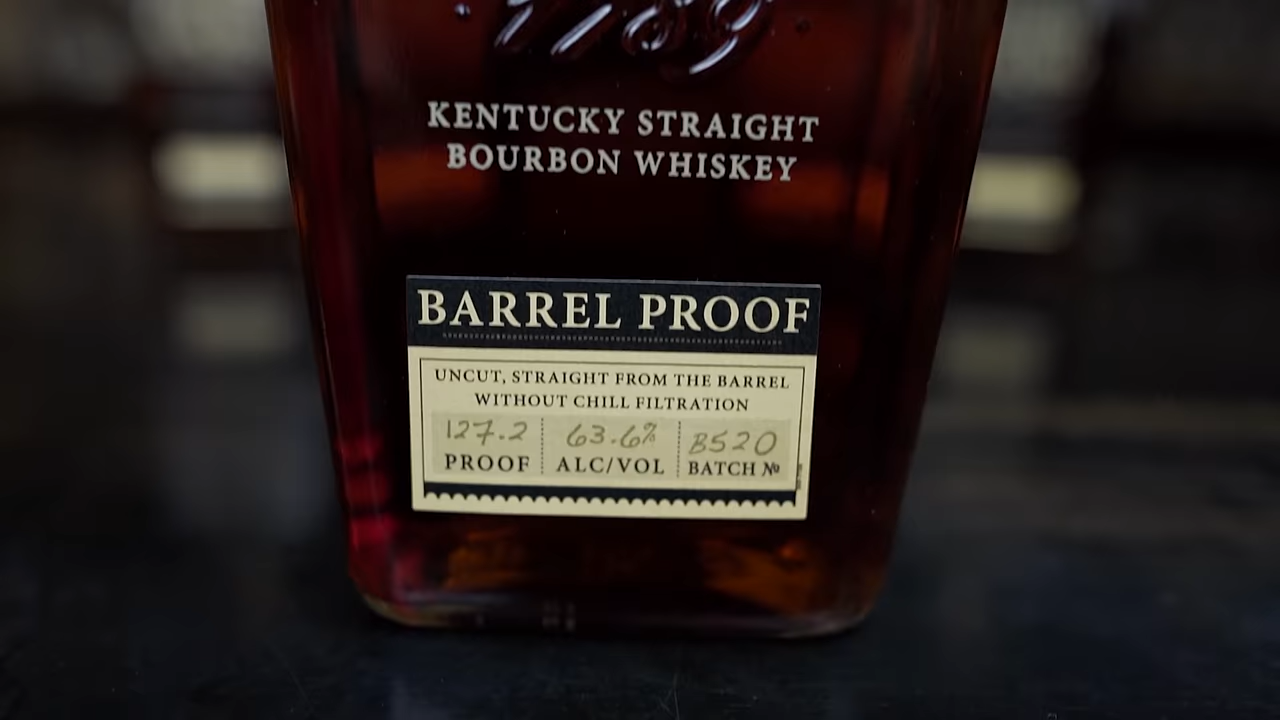 1789
KENTUCKY STRAIGHT
BOURBON WHISKEY
BARREL PROOF
UNCUT, STRAIGHT FROM THE BARREL
WITHOUT CHILL FILTRATION
127.2 63.6% B520
PROOF ALC/VOL BATCH №